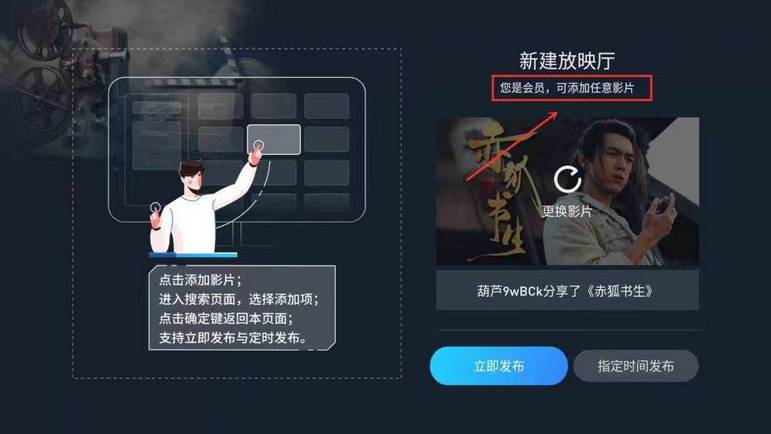 新建放映厅
您是会员，可添加任意影片
赤狐书生
更换影片
葫芦9wBCk分享了《赤狐书生》
立即发布
指定时间发布
点击添加影片；
进入搜索页面，选择添加项；
点击确定键返回本页面；
支持立即发布与定时发布。